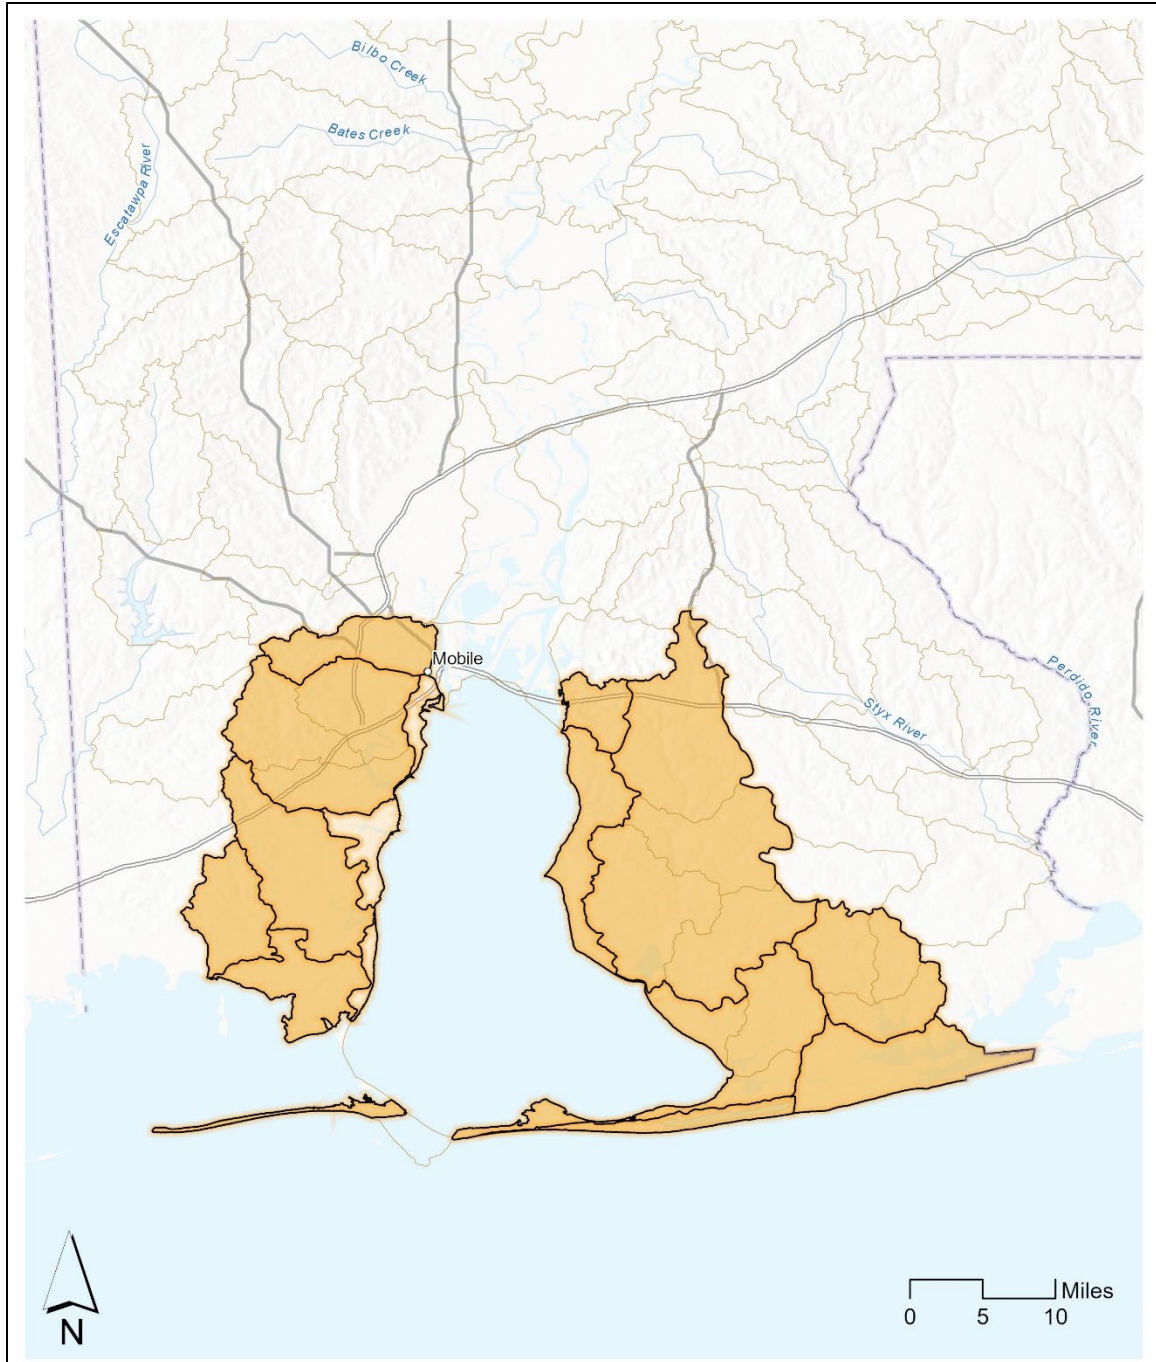 Bilbo Creek
Bates Creek
Escatawpa River
Mobile
Perdido River
Styx River
Miles
0 5 10
N